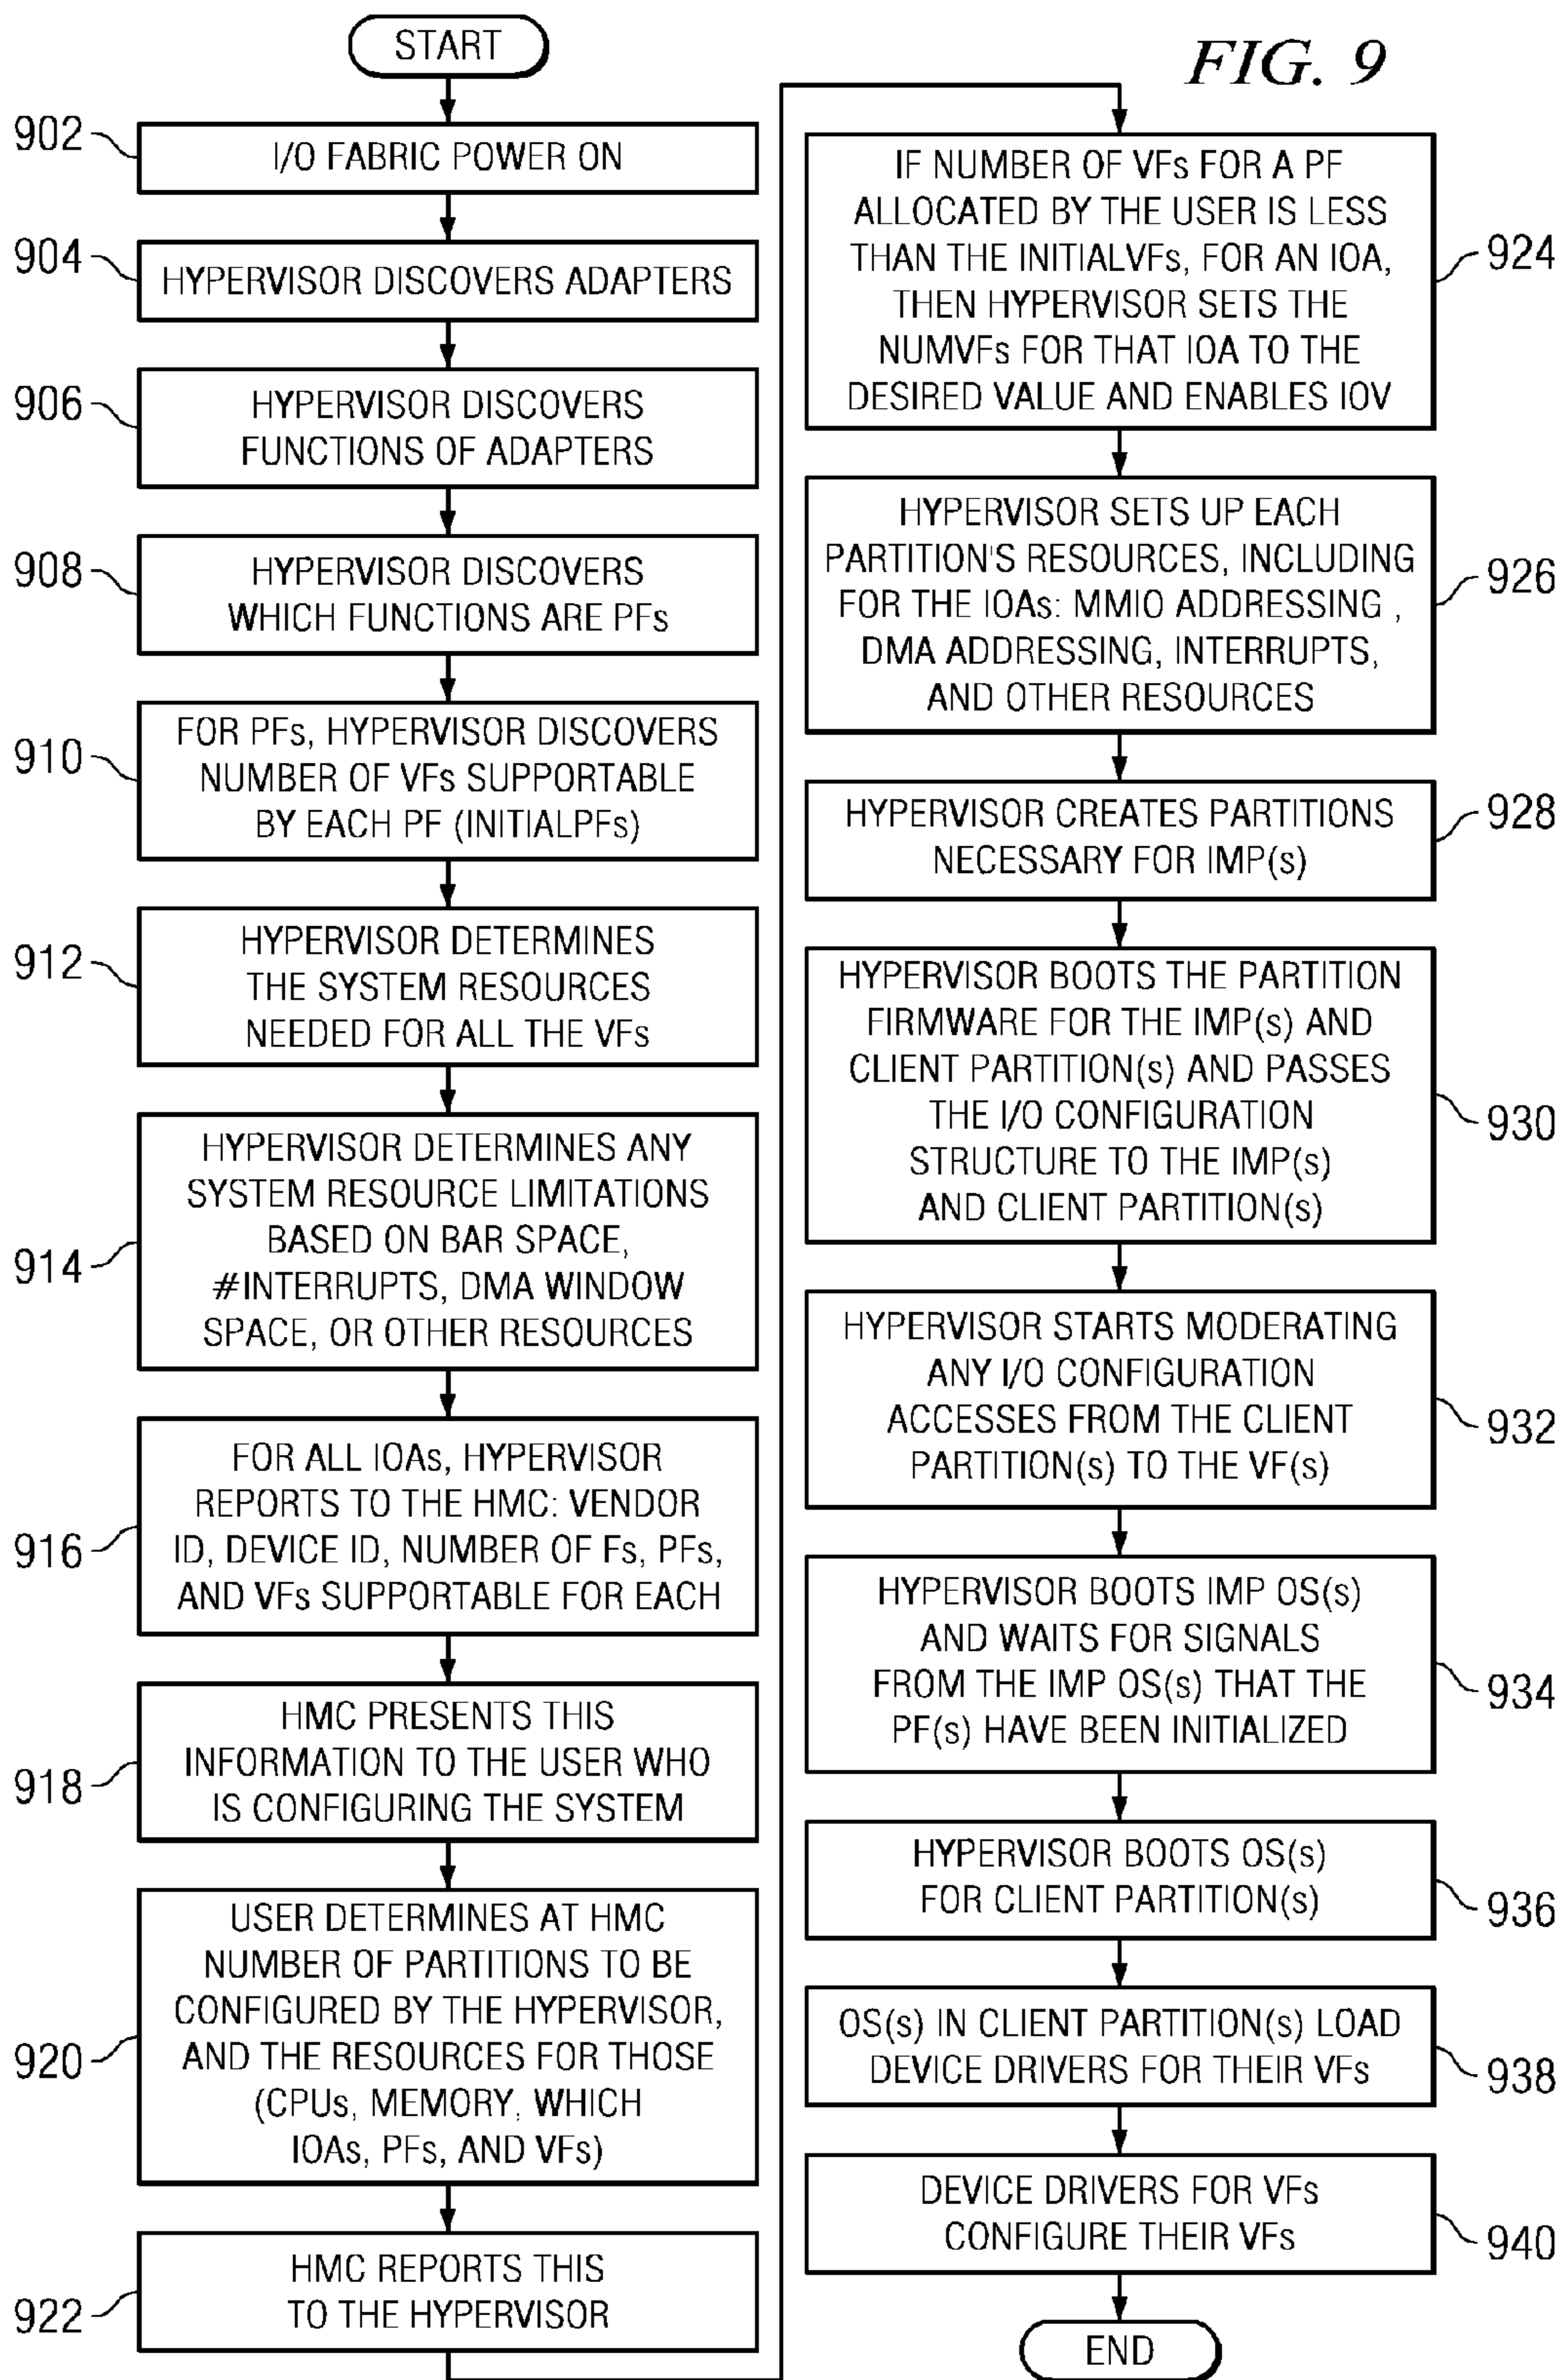 FIG. 9
START
902
I/O FABRIC POWER ON
904
HYPERVISOR DISCOVERS ADAPTERS
906
HYPERVISOR DISCOVERS
FUNCTIONS OF ADAPTERS
908
HYPERVISOR DISCOVERS
WHICH FUNCTIONS ARE PFs
910
FOR PFs, HYPERVISOR DISCOVERS
NUMBER OF VFs SUPPORTABLE
BY EACH PF (INITIALPFs)
912
HYPERVISOR DETERMINES
THE SYSTEM RESOURCES
NEEDED FOR ALL THE VFs
914
HYPERVISOR DETERMINES ANY
SYSTEM RESOURCE LIMITATIONS
BASED ON BAR SPACE,
#INTERRUPTS, DMA WINDOW
SPACE, OR OTHER RESOURCES
916
FOR ALL IOAs, HYPERVISOR
REPORTS TO THE HMC: VENDOR
ID, DEVICE ID, NUMBER OF Fs, PFs,
AND VFs SUPPORTABLE FOR EACH
918
HMC PRESENTS THIS
INFORMATION TO THE USER WHO
IS CONFIGURING THE SYSTEM
920
USER DETERMINES AT HMC
NUMBER OF PARTITIONS TO BE
CONFIGURED BY THE HYPERVISOR,
AND THE RESOURCES FOR THOSE
(CPUs, MEMORY, WHICH
IOAs, PFs, AND VFs)
922
HMC REPORTS THIS
TO THE HYPERVISOR
IF NUMBER OF VFs FOR A PF
ALLOCATED BY THE USER IS LESS
THAN THE INITIALVFs, FOR AN IOA,
THEN HYPERVISOR SETS THE
NUMVFs FOR THAT IOA TO THE
DESIRED VALUE AND ENABLES IOV
924
HYPERVISOR SETS UP EACH
PARTITION'S RESOURCES, INCLUDING
FOR THE IOAs: MMIO ADDRESSING ,
DMA ADDRESSING, INTERRUPTS,
AND OTHER RESOURCES
926
HYPERVISOR CREATES PARTITIONS
NECESSARY FOR IMP(s)
928
HYPERVISOR BOOTS THE PARTITION
FIRMWARE FOR THE IMP(s) AND
CLIENT PARTITION(s) AND PASSES
THE I/O CONFIGURATION
STRUCTURE TO THE IMP(s)
AND CLIENT PARTITION(s)
930
HYPERVISOR STARTS MODERATING
ANY I/O CONFIGURATION
ACCESSES FROM THE CLIENT
PARTITION(s) TO THE VF(s)
932
HYPERVISOR BOOTS IMP OS(s)
AND WAITS FOR SIGNALS
FROM THE IMP OS(s) THAT THE
PF(s) HAVE BEEN INITIALIZED
934
HYPERVISOR BOOTS OS(s)
FOR CLIENT PARTITION(s)
936
OS(s) IN CLIENT PARTITION(s) LOAD
DEVICE DRIVERS FOR THEIR VFs
938
DEVICE DRIVERS FOR VFs
CONFIGURE THEIR VFs
940
END